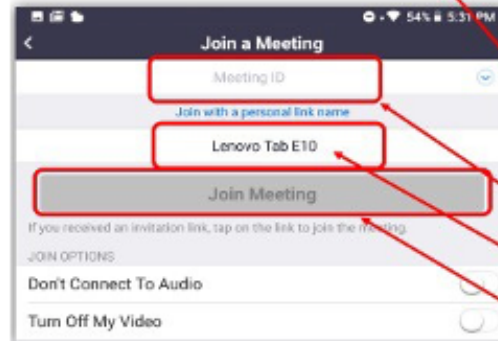 54% 5:31 PM
Join a Meeting
Meeting ID
Join with a personal link name
Lenovo Tab E10
Join Meeting
If you received an invitation link, tap on the link to join the meeting.
JOIN OPTIONS
Don't Connect To Audio
Turn Off My Video